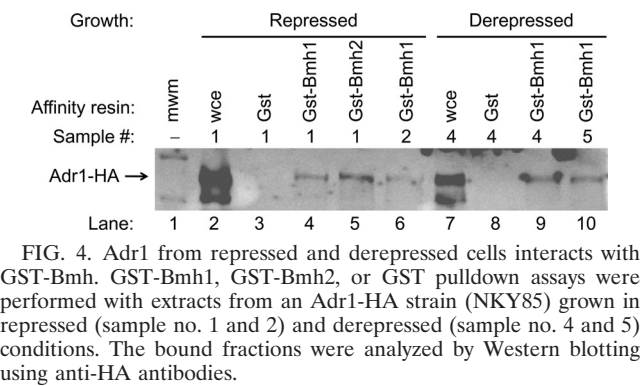 Growth: Repressed Derepressed
Affinity resin: mwm wce Gst Gst-Bmh1 Gst-Bmh2 Gst-Bmh1 wce Gst Gst-Bmh1 GST-Bmh1
Sample #: – 1 1 1 1 2 4 4 4 5
Adr1-HA →
Lane: 1 2 3 4 5 6 7 8 9 10
FIG. 4. Adr1 from repressed and derepressed cells interacts with
GST-Bmh. GST-Bmh1, GST-Bmh2, or GST pulldown assays were
performed with extracts from an Adr1-HA strain (NKY85) grown in
repressed (sample no. 1 and 2) and derepressed (sample no. 4 and 5)
conditions. The bound fractions were analyzed by Western blotting
using anti-HA antibodies.